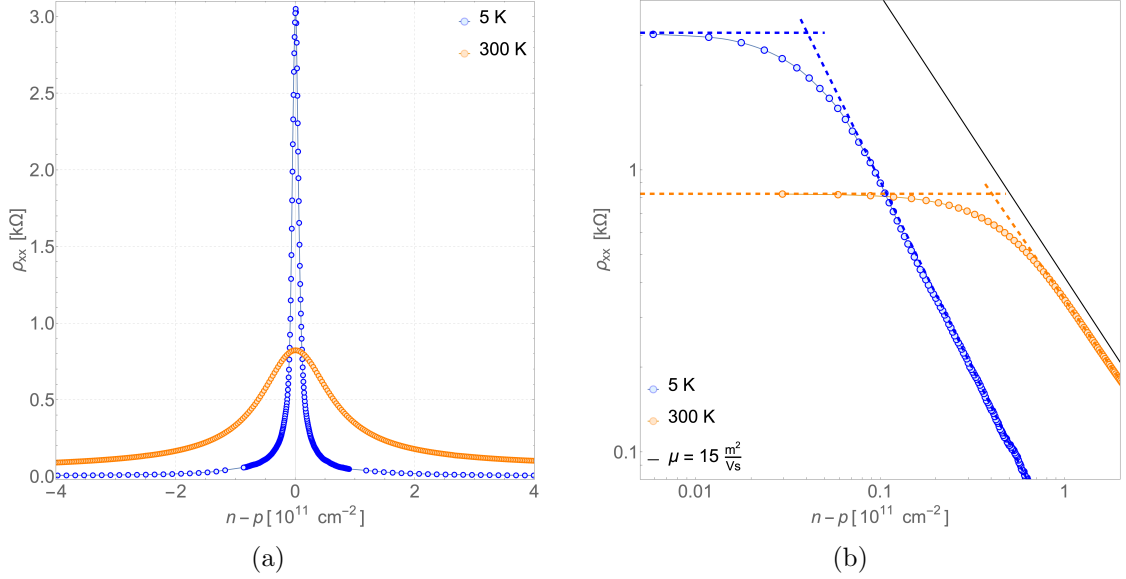 3.0
2.5
2.0
1.5
1.0
0.5
0.0
−4
−2
0
2
4
ρxx [kΩ]
n – p [10¹¹ cm⁻²]
5 K
300 K
(a)
1
0.1
0.01
0.1
1
ρxx [kΩ]
n – p [10¹¹ cm⁻²]
5 K
300 K
μ = 15 m²/Vs
(b)